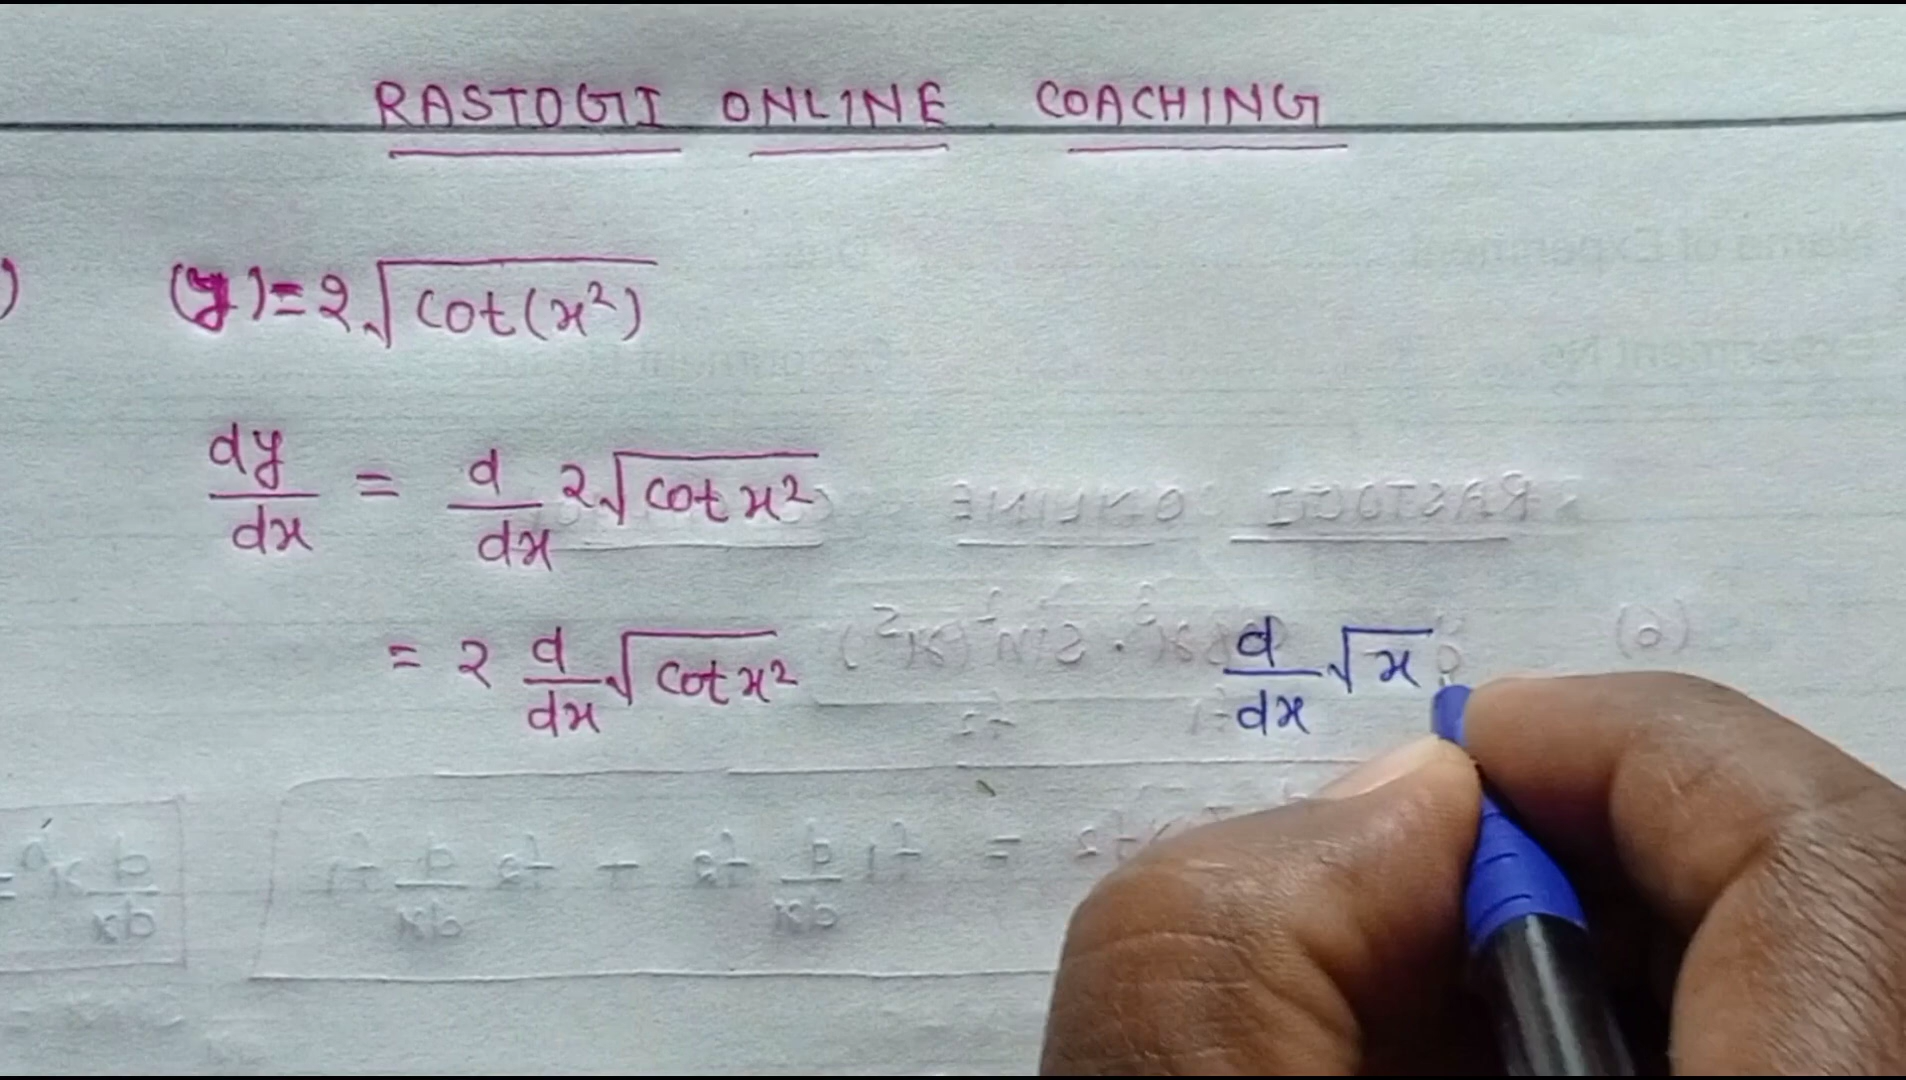 RASTOGI ONLINE COACHING
) (y) = 2√cot(x²)
dy/dx = d/dx 2√cot x²
= 2 d/dx √cot x² d/dx √x